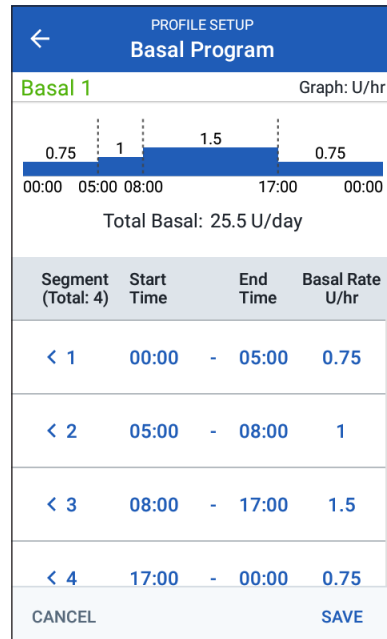 PROFILE SETUP
Basal Program
Basal 1 Graph: U/hr
0.75 1 1.5 0.75
00:00 05:00 08:00 17:00 00:00
Total Basal: 25.5 U/day
Segment Start End Basal Rate
(Total: 4) Time Time U/hr
< 1 00:00 - 05:00 0.75
< 2 05:00 - 08:00 1
< 3 08:00 - 17:00 1.5
< 4 17:00 - 00:00 0.75
CANCEL SAVE